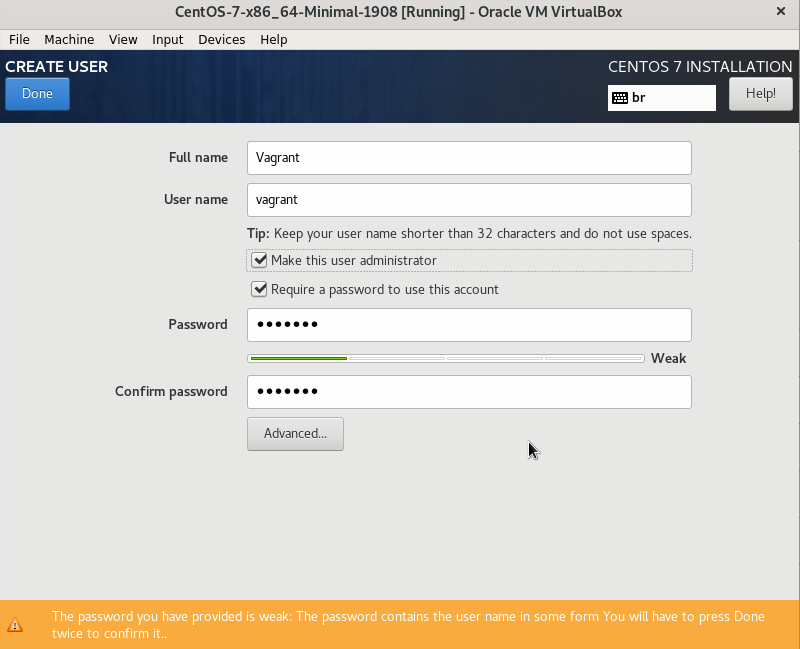 CentOS-7-x86_64-Minimal-1908 [Running] - Oracle VM VirtualBox
File Machine View Input Devices Help
CREATE USER
CENTOS 7 INSTALLATION
Done
br
Help!
Full name
Vagrant
User name
vagrant
Tip: Keep your user name shorter than 32 characters and do not use spaces.
Make this user administrator
Require a password to use this account
Password
•••••••
Weak
Confirm password
•••••••
Advanced...
The password you have provided is weak: The password contains the user name in some form You will have to press Done
twice to confirm it..